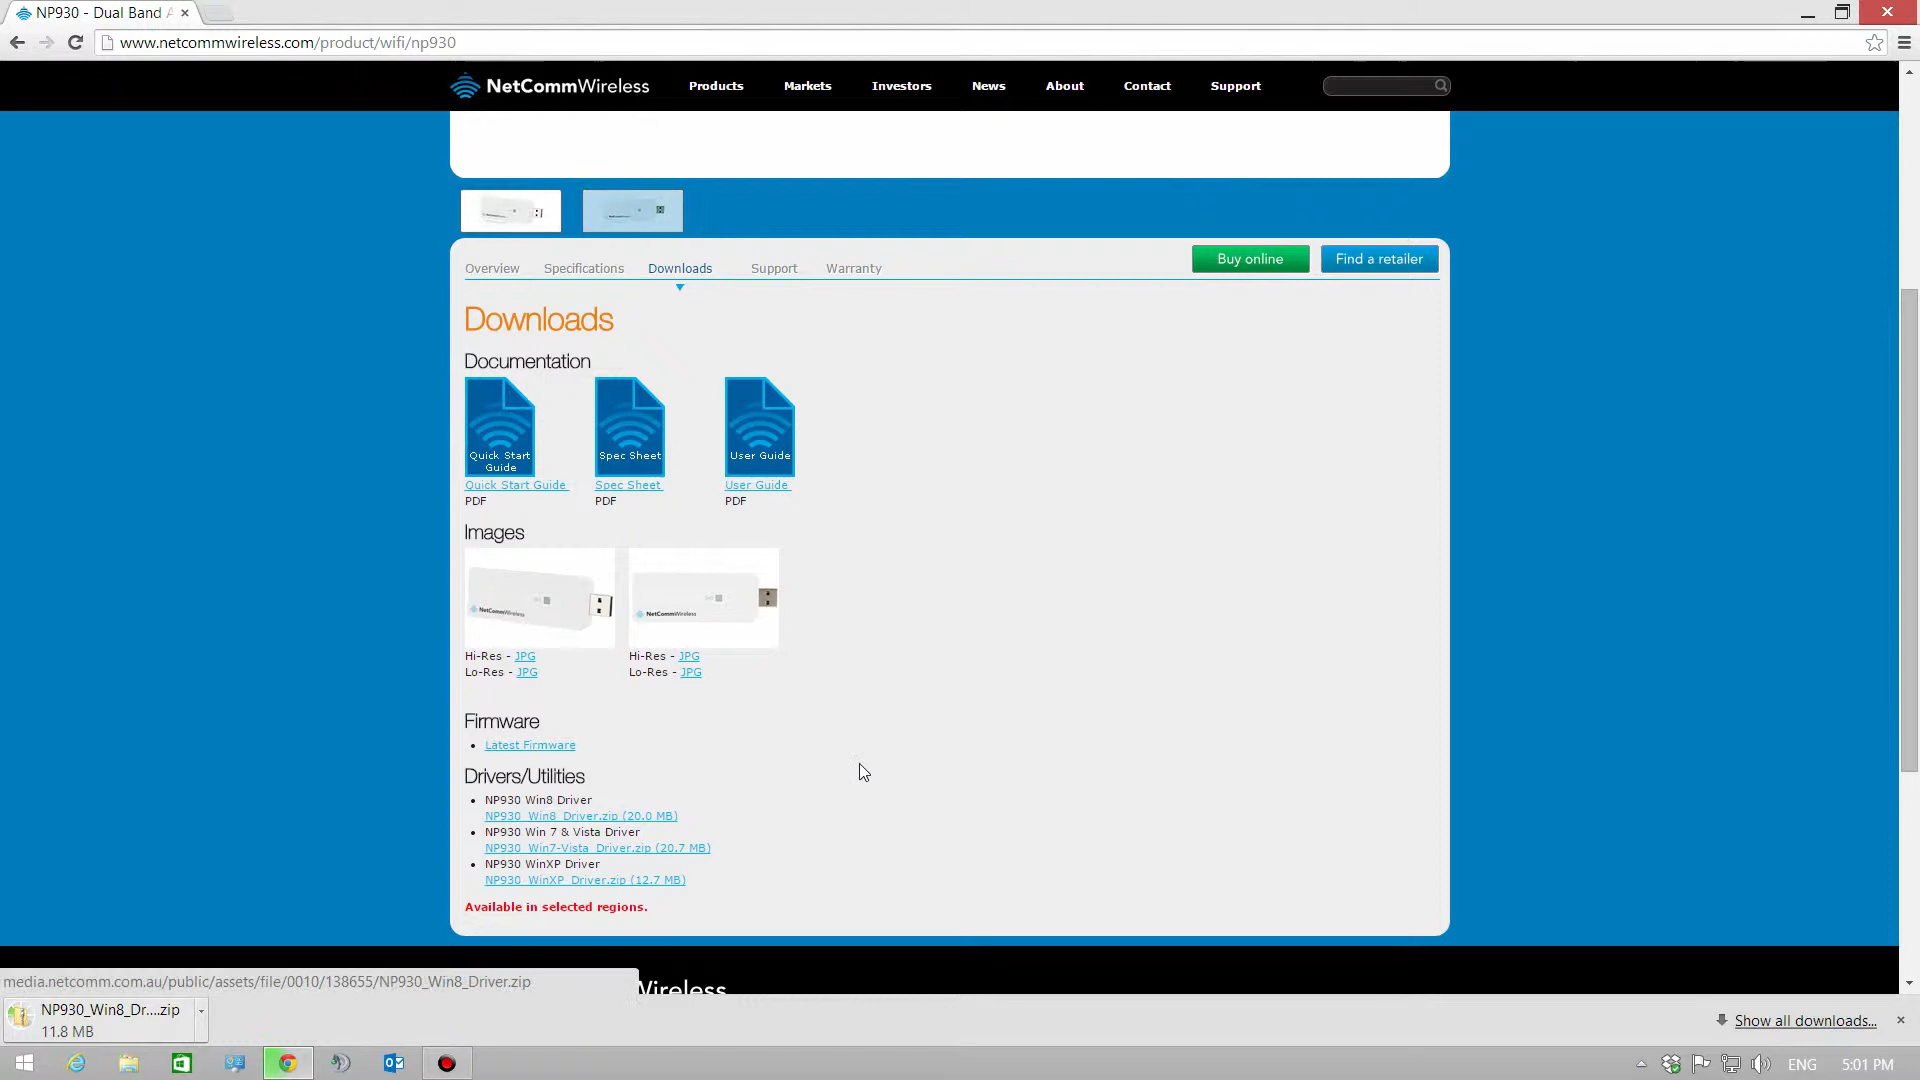 NP930 - Dual Band A
www.netcommwireless.com/product/wifi/np930
NetCommWireless
Products
Markets
Investors
News
About
Contact
Support
Overview
Specifications
Downloads
Support
Warranty
Buy online
Find a retailer
Downloads
Documentation
Quick Start
Guide
Spec Sheet
User Guide
Quick Start Guide
Spec Sheet
User Guide
PDF
PDF
PDF
Images
NetCommWireless
NetCommWireless
Hi-Res - JPG
Hi-Res - JPG
Lo-Res - JPG
Lo-Res - JPG
Firmware
• Latest Firmware
Drivers/Utilities
• NP930 Win8 Driver
NP930_Win8_Driver.zip (20.0 MB)
• NP930 Win 7 & Vista Driver
NP930_Win7-Vista_Driver.zip (20.7 MB)
• NP930 WinXP Driver
NP930_WinXP_Driver.zip (12.7 MB)
Available in selected regions.
media.netcomm.com.au/public/assets/file/0010/138655/NP930_Win8_Driver.zip
Wireless
NP930_Win8_Dr....zip
11.8 MB
Show all downloads...
ENG
5:01 PM